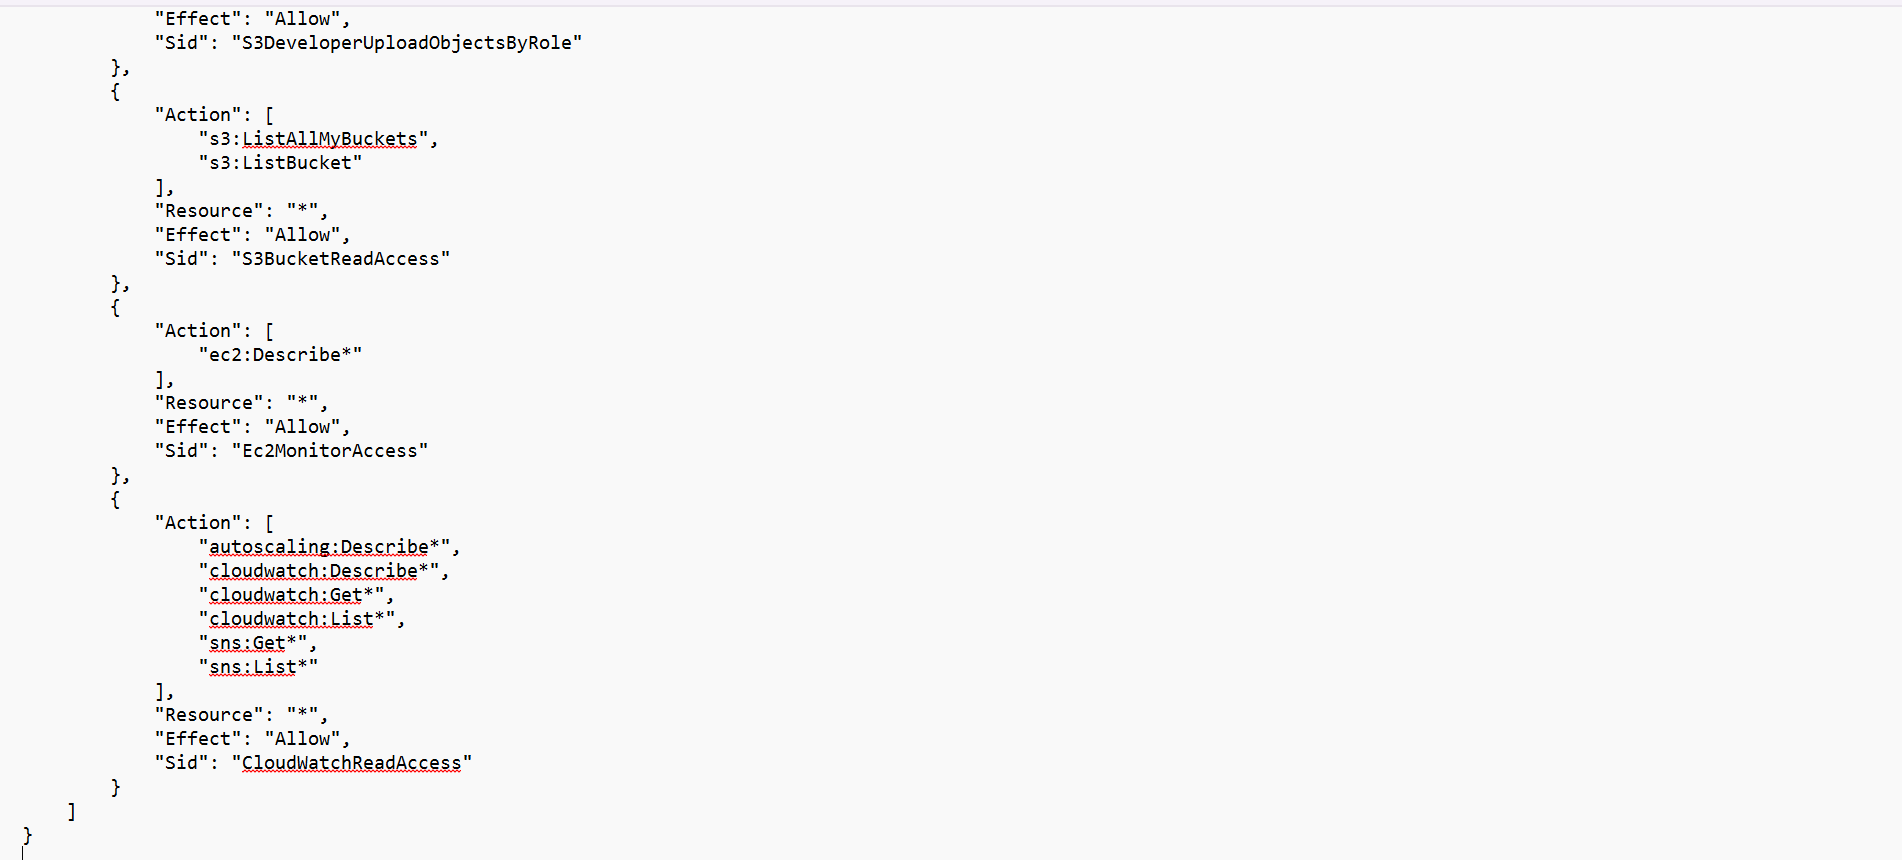 "Effect": "Allow",
"Sid": "S3DeveloperUploadObjectsByRole"
},
{
"Action": [
"s3:ListAllMyBuckets",
"s3:ListBucket"
],
"Resource": "*",
"Effect": "Allow",
"Sid": "S3BucketReadAccess"
},
{
"Action": [
"ec2:Describe*"
],
"Resource": "*",
"Effect": "Allow",
"Sid": "Ec2MonitorAccess"
},
{
"Action": [
"autoscaling:Describe*",
"cloudwatch:Describe*",
"cloudwatch:Get*",
"cloudwatch:List*",
"sns:Get*",
"sns:List*"
],
"Resource": "*",
"Effect": "Allow",
"Sid": "CloudWatchReadAccess"
}
]
}